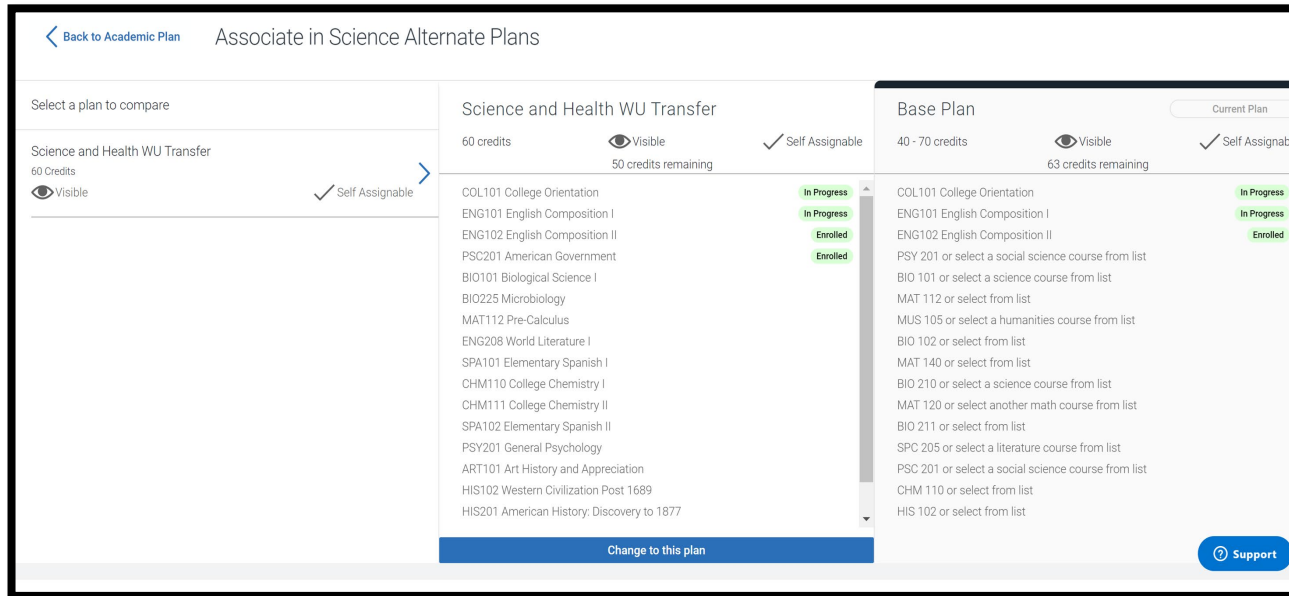 Back to Academic Plan
Associate in Science Alternate Plans
Select a plan to compare
Science and Health WU Transfer
60 Credits
Visible
Self Assignable
Science and Health WU Transfer
60 credits
Visible
Self Assignable
50 credits remaining
COL101 College Orientation In Progress
ENG101 English Composition I In Progress
ENG102 English Composition II Enrolled
PSC201 American Government Enrolled
BIO101 Biological Science I
BIO225 Microbiology
MAT112 Pre-Calculus
ENG208 World Literature I
SPA101 Elementary Spanish I
CHM110 College Chemistry I
CHM111 College Chemistry II
SPA102 Elementary Spanish II
PSY201 General Psychology
ART101 Art History and Appreciation
HIS102 Western Civilization Post 1689
HIS201 American History: Discovery to 1877
Change to this plan
Base Plan
Current Plan
40 - 70 credits
Visible
Self Assignab
63 credits remaining
COL101 College Orientation In Progress
ENG101 English Composition I In Progress
ENG102 English Composition II Enrolled
PSY 201 or select a social science course from list
BIO 101 or select a science course from list
MAT 112 or select from list
MUS 105 or select a humanities course from list
BIO 102 or select from list
MAT 140 or select from list
BIO 210 or select a science course from list
MAT 120 or select another math course from list
BIO 211 or select from list
SPC 205 or select a literature course from list
PSC 201 or select a social science course from list
CHM 110 or select from list
HIS 102 or select from list
Support